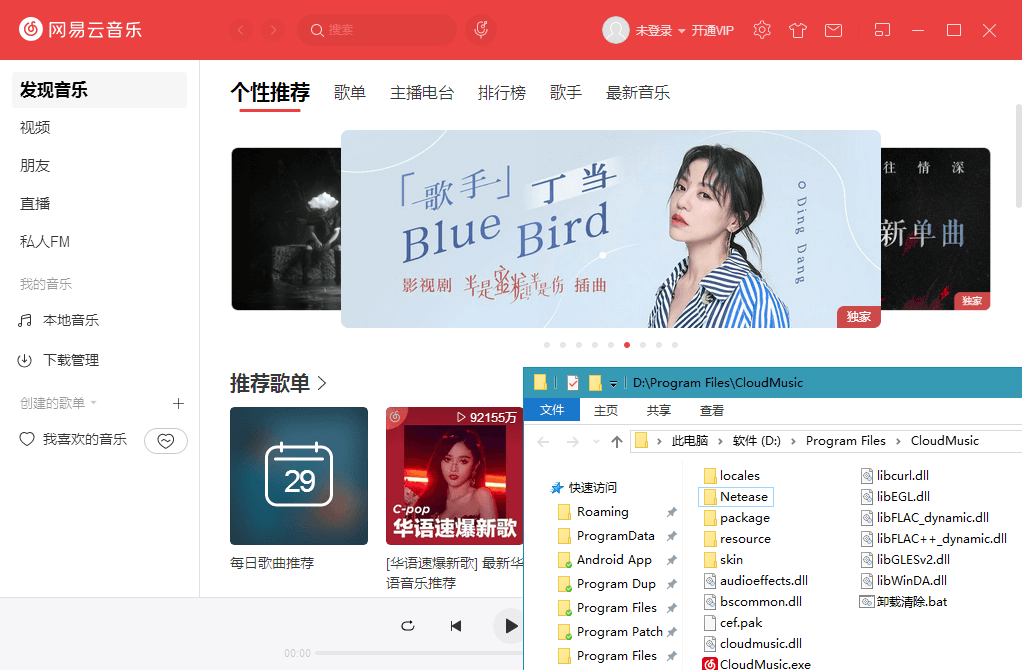 网易云音乐
搜索
未登录 开通VIP
发现音乐
视频
朋友
直播
私人FM
我的音乐
本地音乐
下载管理
创建的歌单
我喜欢的音乐
个性推荐 歌单 主播电台 排行榜 歌手 最新音乐
「歌手」丁当
Blue Bird
影视剧 半是蜜糖半是伤 插曲
Ding Dang
独家
往 情 深
新单曲
独家
推荐歌单
29
每日歌曲推荐
92155万
C-pop
华语速爆新歌
[华语速爆新歌] 最新华
语音乐推荐
00:00
D:\Program Files\CloudMusic
文件 主页 共享 查看
此电脑 软件 (D:) Program Files CloudMusic
快速访问
Roaming
ProgramData
Android App
Program Dup
Program Files
Program Patch
Program Files
locales
Netease
package
resource
skin
audioeffects.dll
bscommon.dll
cef.pak
cloudmusic.dll
CloudMusic.exe
libcurl.dll
libEGL.dll
libFLAC_dynamic.dll
libFLAC++_dynamic.dll
libGLESv2.dll
libWinDA.dll
卸载清除.bat